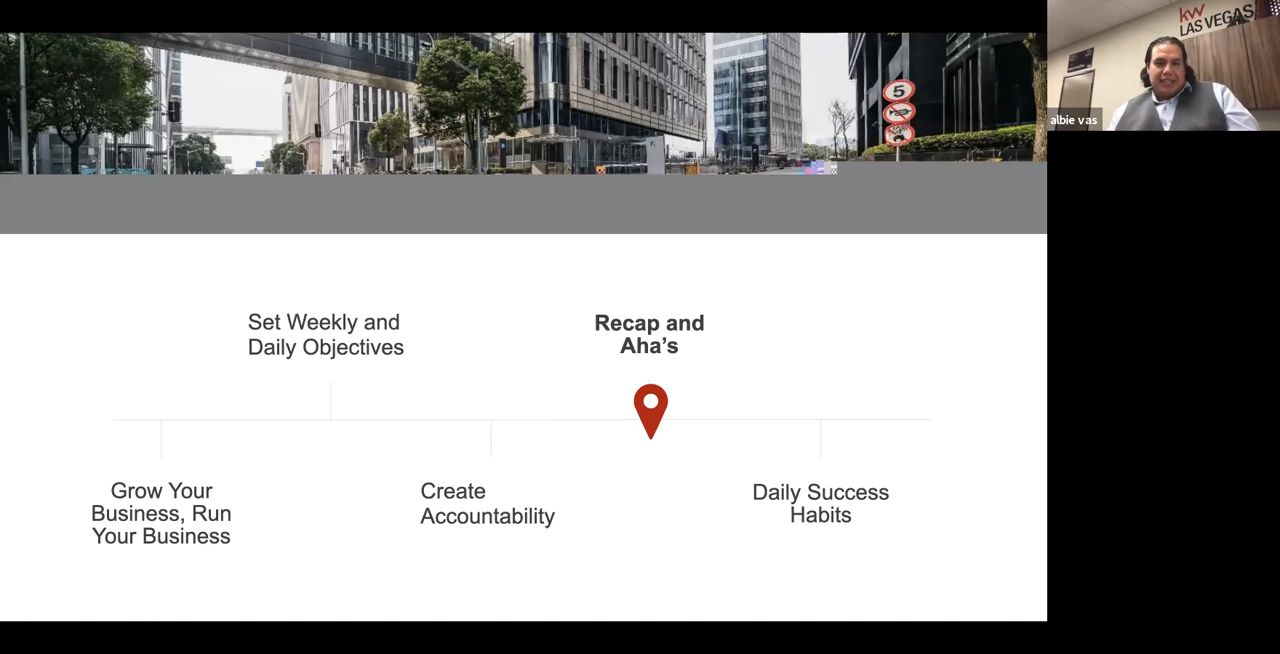 kw
LAS VEGAS
albie vas
5
Set Weekly and
Daily Objectives
Recap and
Aha's
Grow Your
Business, Run
Your Business
Create
Accountability
Daily Success
Habits